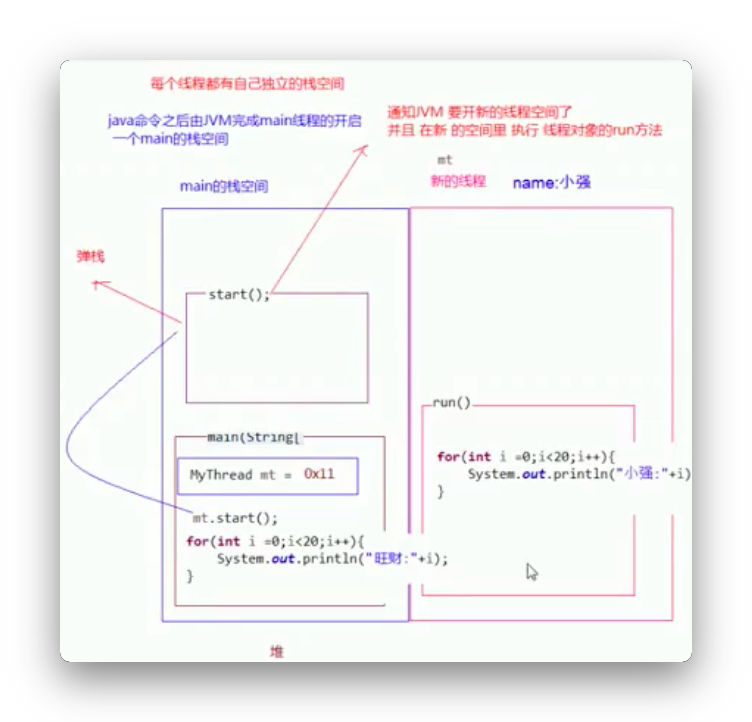 每个线程都有自己独立的栈空间
java命令之后由JVM完成main线程的开启
一个main的栈空间
通知JVM 要开新的线程空间了
并且 在新 的空间里 执行 线程对象的run方法
mt
新的线程 name:小强
main的栈空间
弹栈
start();
run()
for(int i =0;i<20;i++){
System.out.println("小强:"+i)
}
main(String[
MyThread mt = 0x11
mt.start();
for(int i =0;i<20;i++){
System.out.println("旺财:"+i);
}
堆